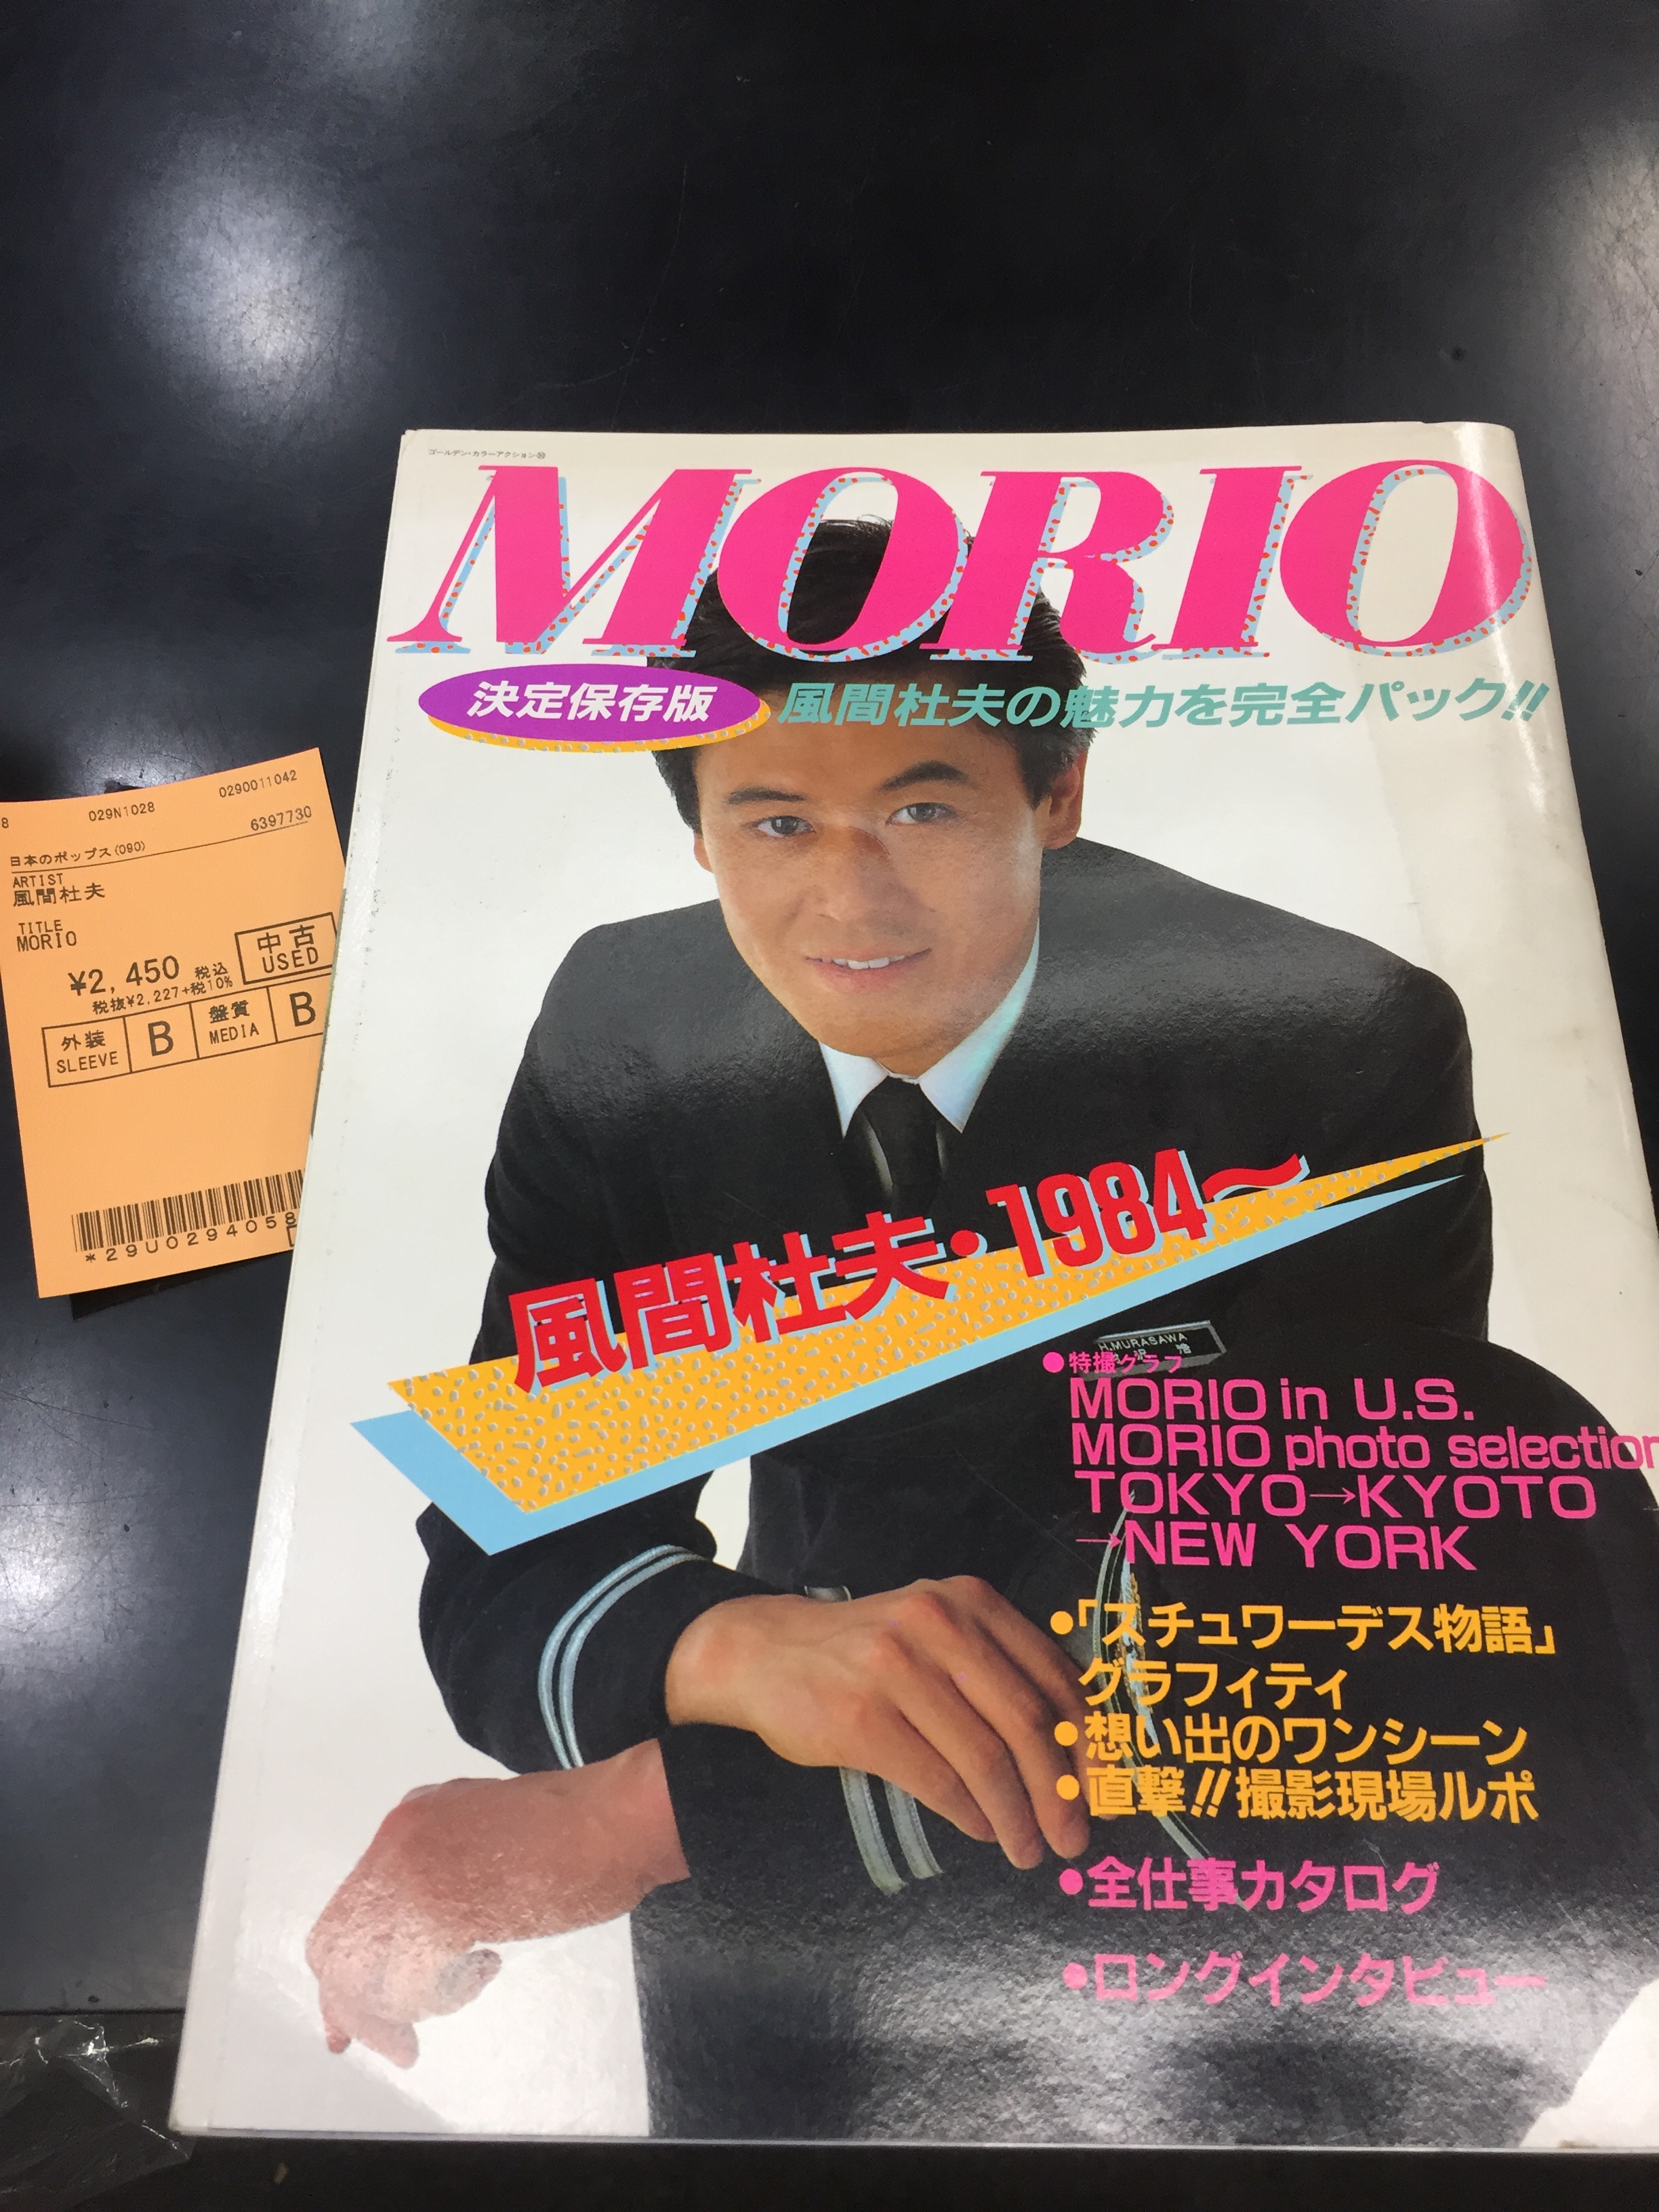 ゴールデン・カラーアクション
MORIO
決定保存版
風間杜夫の魅力を完全パック!!
風間杜夫・1984〜
H.MURASAWA
●特撮グラフ
MORIO in U.S.
MORIO photo selection
TOKYO→KYOTO
→NEW YORK
●「スチュワーデス物語」
グラフィティ
●想い出のワンシーン
●直撃!!撮影現場ルポ
●全仕事カタログ
●ロングインタビュー
8 029N1028 0290011042
6397730
日本のポップス(090)
ARTIST
風間杜夫
TITLE
MORIO
中古
USED
¥2,450 税込
税抜¥2,227+税10%
外装 SLEEVE B 盤質 MEDIA B
*29U0294058